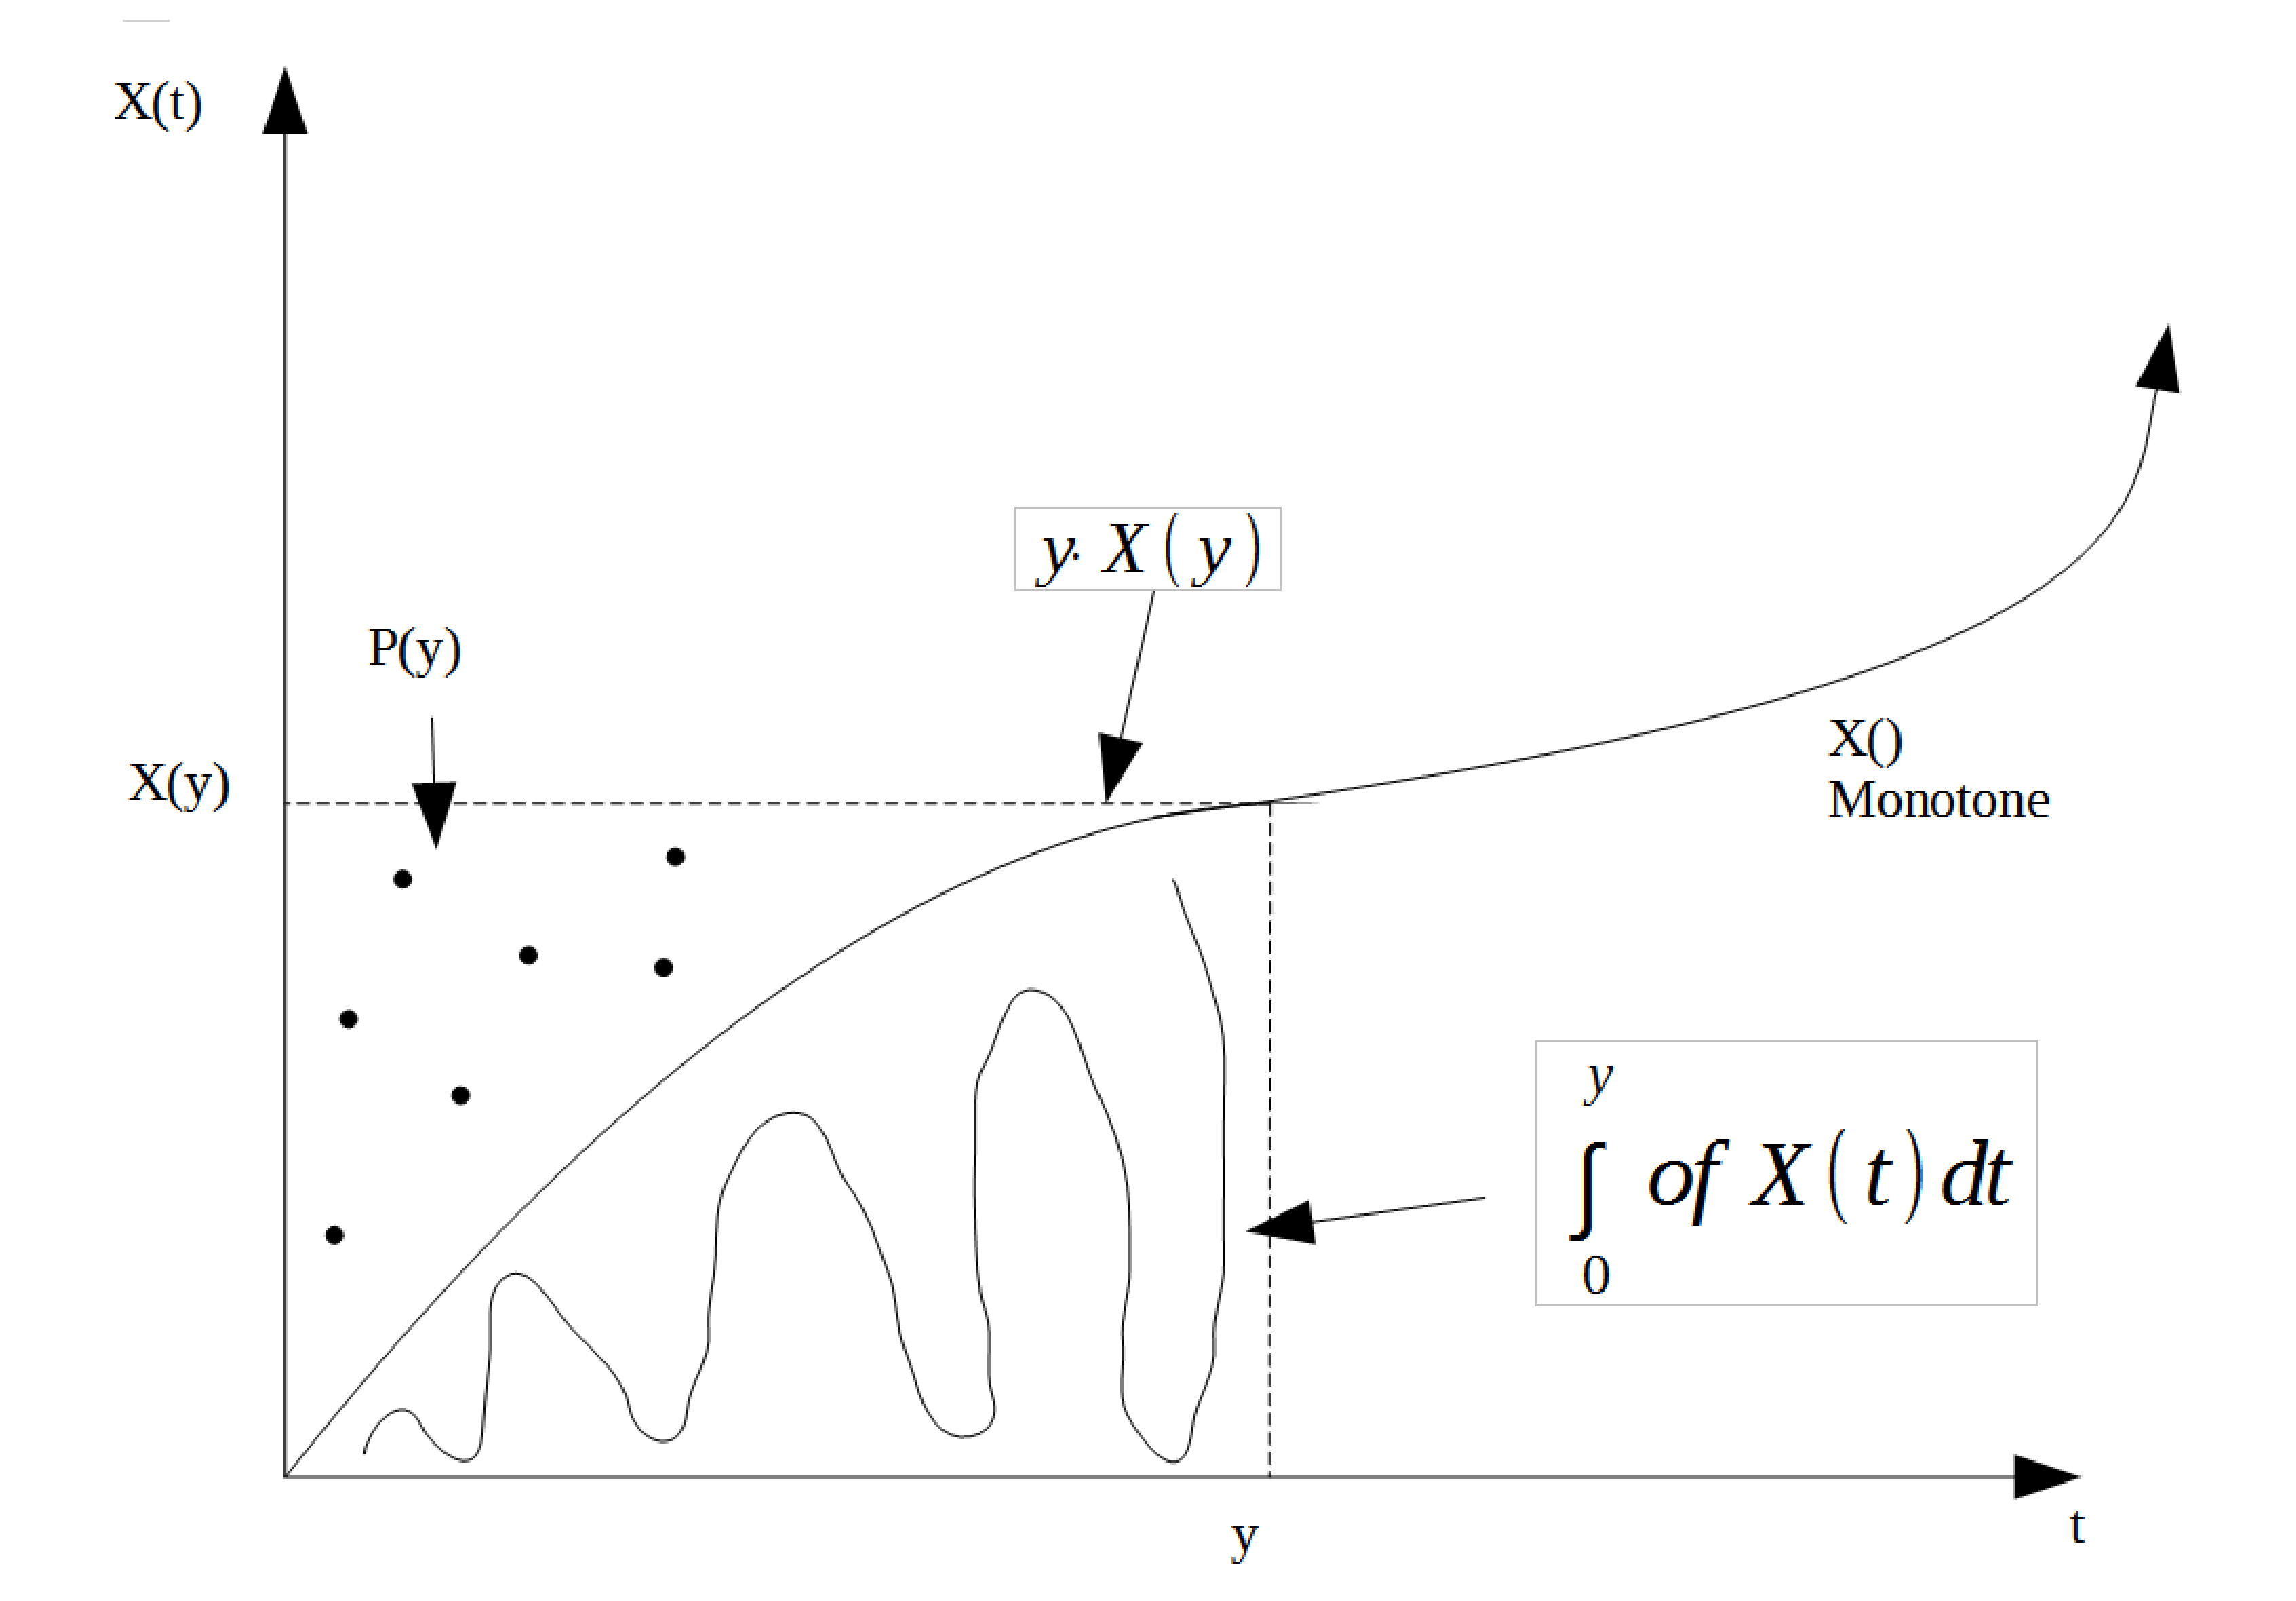 X(t)
y· X ( y )
P(y)
X(y)
X()
Monotone
y
∫ of X ( t ) dt
0
y
t